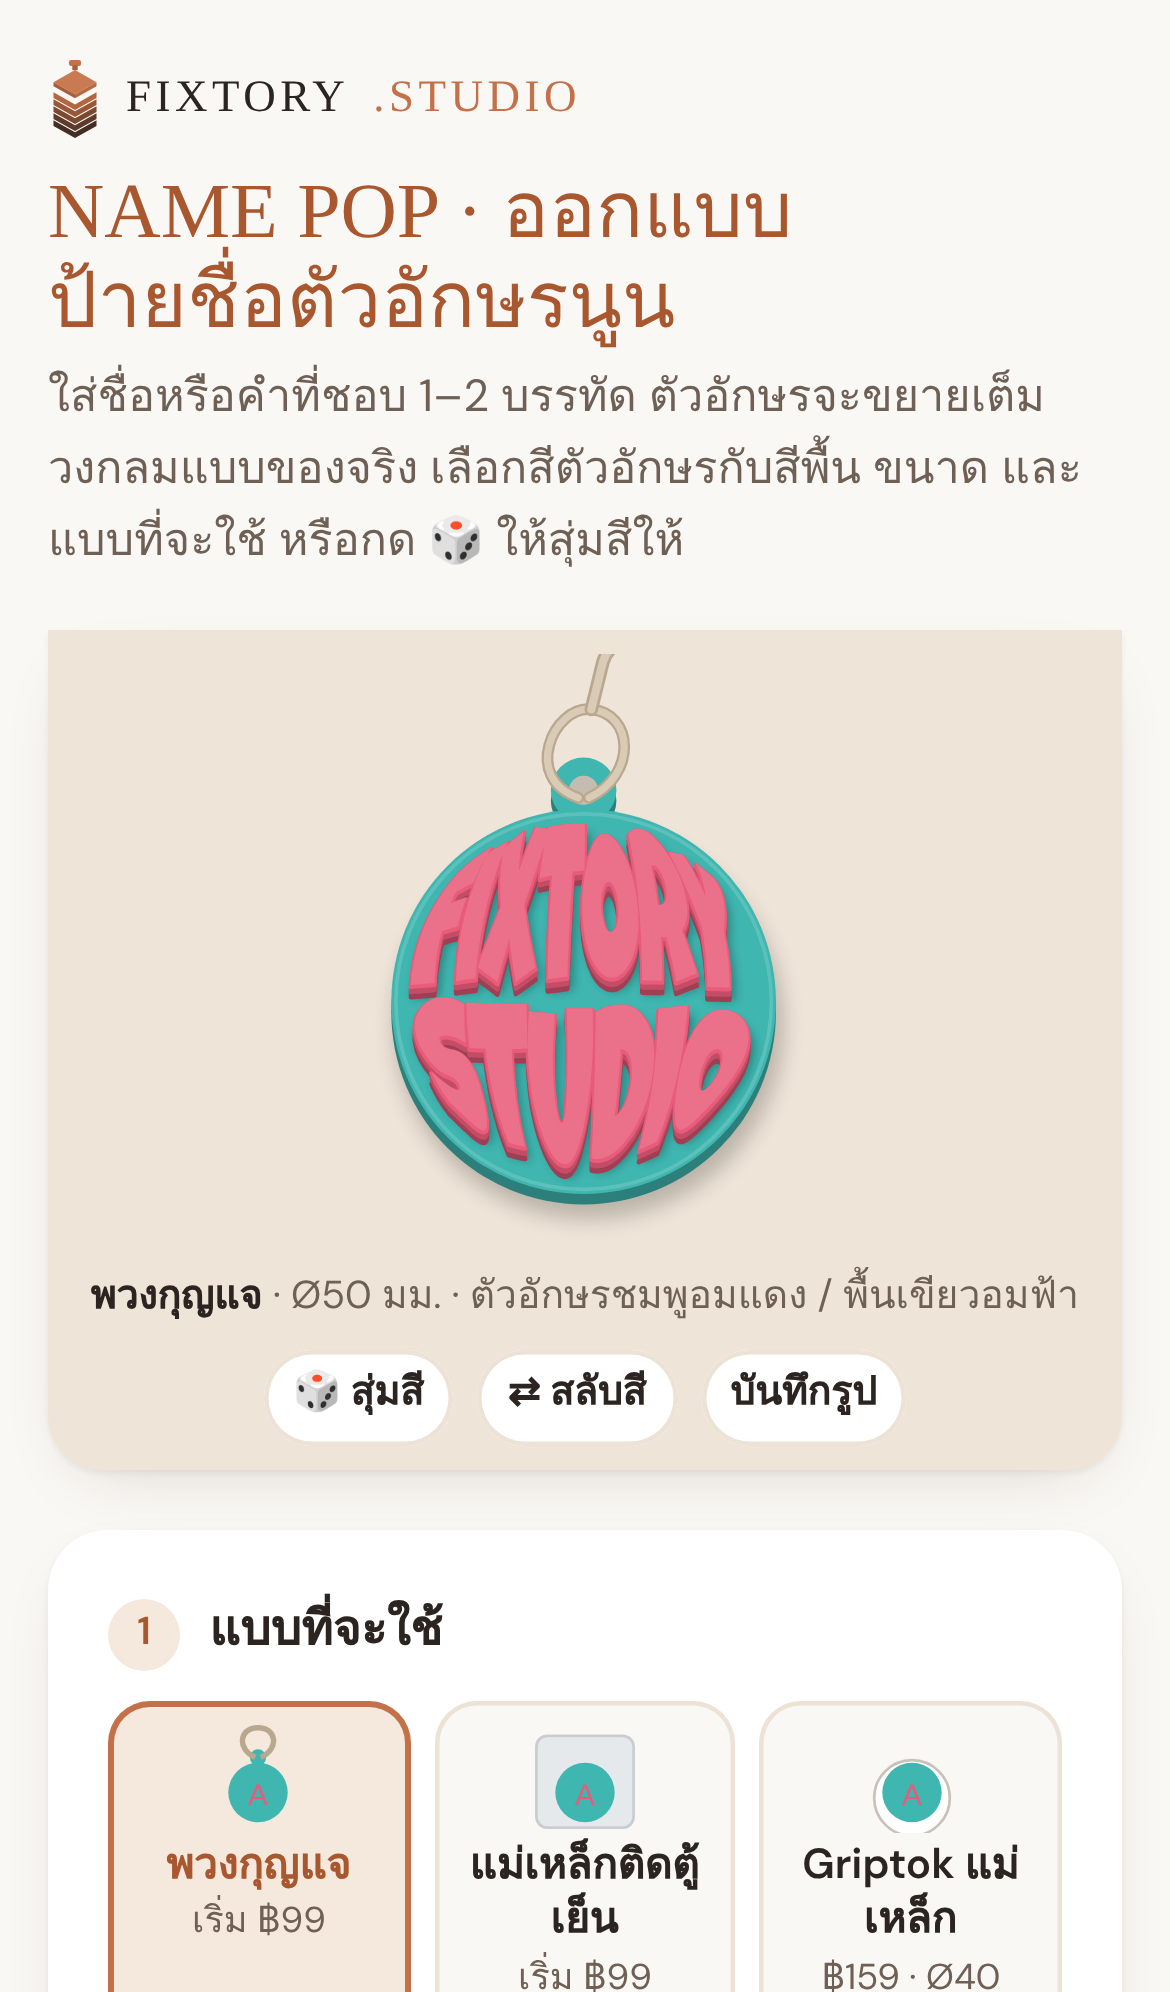 FIXTORY .STUDIO
NAME POP · ออกแบบ
ป้ายชื่อตัวอักษรนูน
ใส่ชื่อหรือคำที่ชอบ 1–2 บรรทัด ตัวอักษรจะขยายเต็ม
วงกลมแบบของจริง เลือกสีตัวอักษรกับสีพื้น ขนาด และ
แบบที่จะใช้ หรือกด 🎲 ให้สุ่มสีให้
FIXTORY
STUDIO
พวงกุญแจ · Ø50 มม. · ตัวอักษรชมพูอมแดง / พื้นเขียวอมฟ้า
🎲 สุ่มสี ⇄ สลับสี บันทึกรูป
1 แบบที่จะใช้
A
พวงกุญแจ
เริ่ม ฿99
A
แม่เหล็กติดตู้
เย็น
เริ่ม ฿99
A
Griptok แม่
เหล็ก
฿159 · Ø40